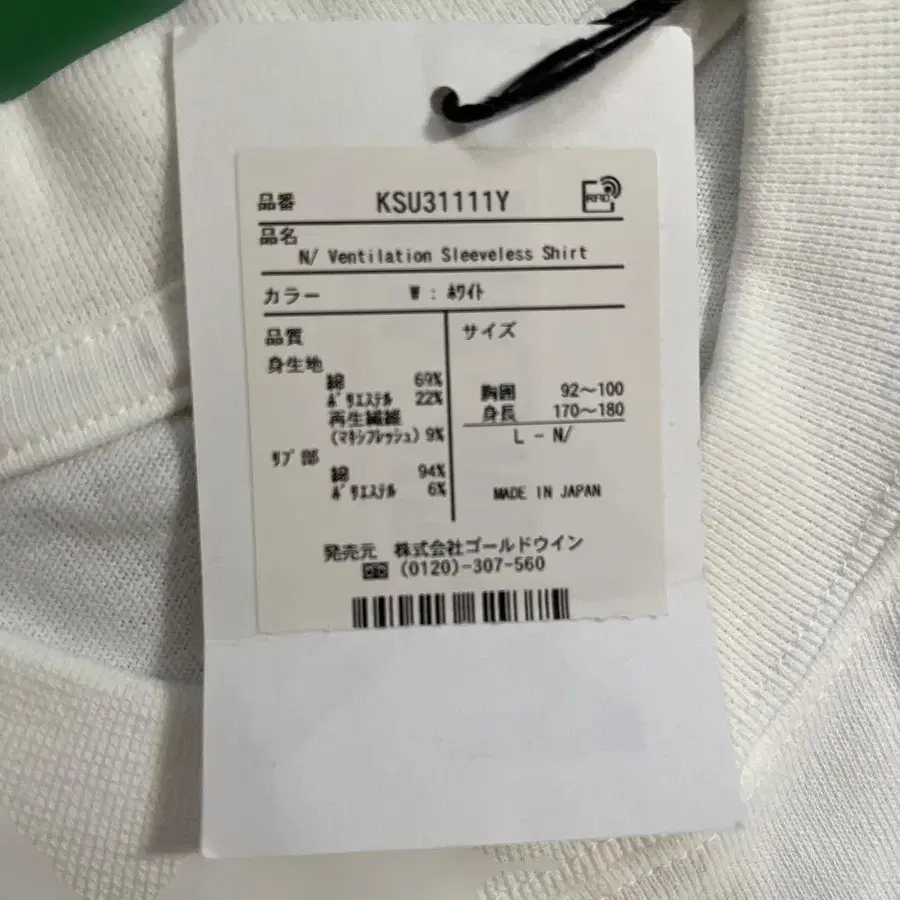 品番 KSU31111Y
RFID
品名
N/ Ventilation Sleeveless Shirt
カラー W : ﾎﾜｲﾄ
品質
身生地
綿 69%
ﾎﾟﾘｴｽﾃﾙ 22%
再生繊維
(ﾏｷｼﾌﾚｯｼｭ) 9%
ﾘﾌﾞ部
綿 94%
ﾎﾟﾘｴｽﾃﾙ 6%
サイズ
胸囲 92～100
身長 170～180
L - N/
MADE IN JAPAN
発売元 株式会社ゴールドウイン
(0120)-307-560